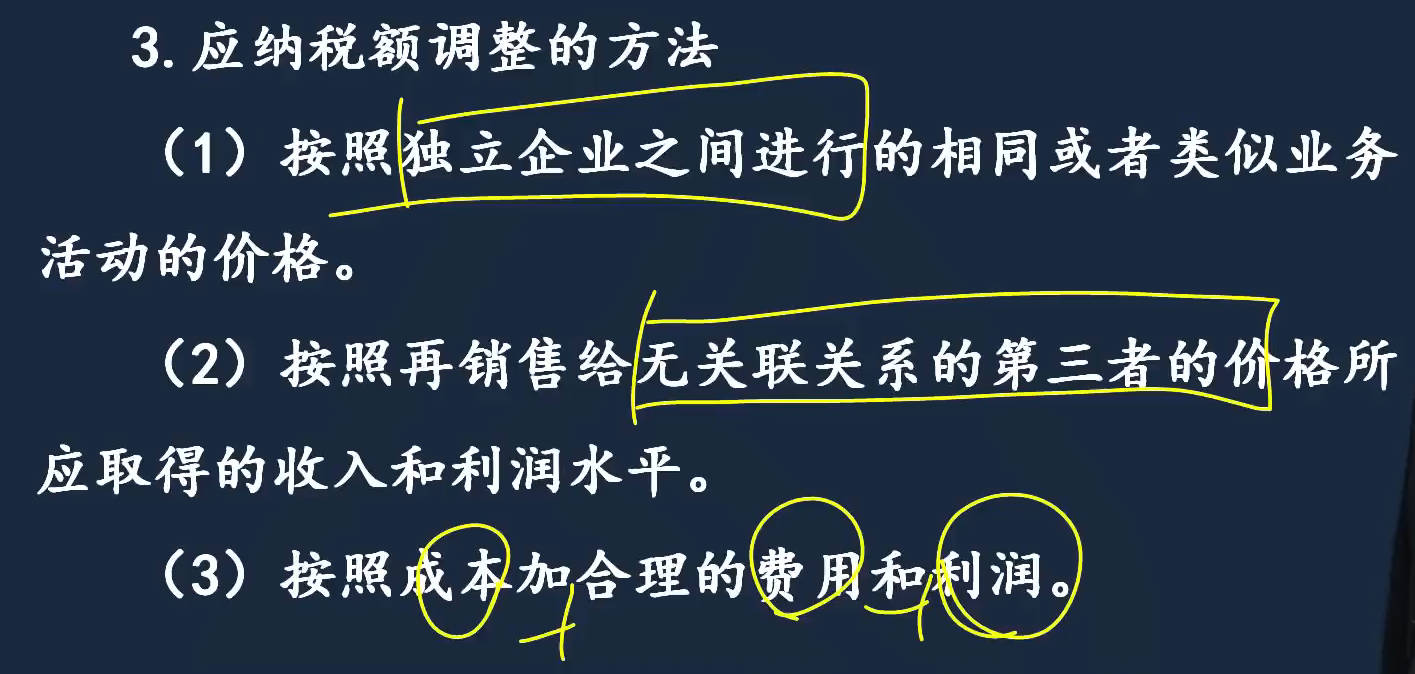 3.应纳税额调整的方法
（1）按照独立企业之间进行的相同或者类似业务
活动的价格。
（2）按照再销售给无关联关系的第三者的价格所
应取得的收入和利润水平。
（3）按照成本加合理的费用和利润。